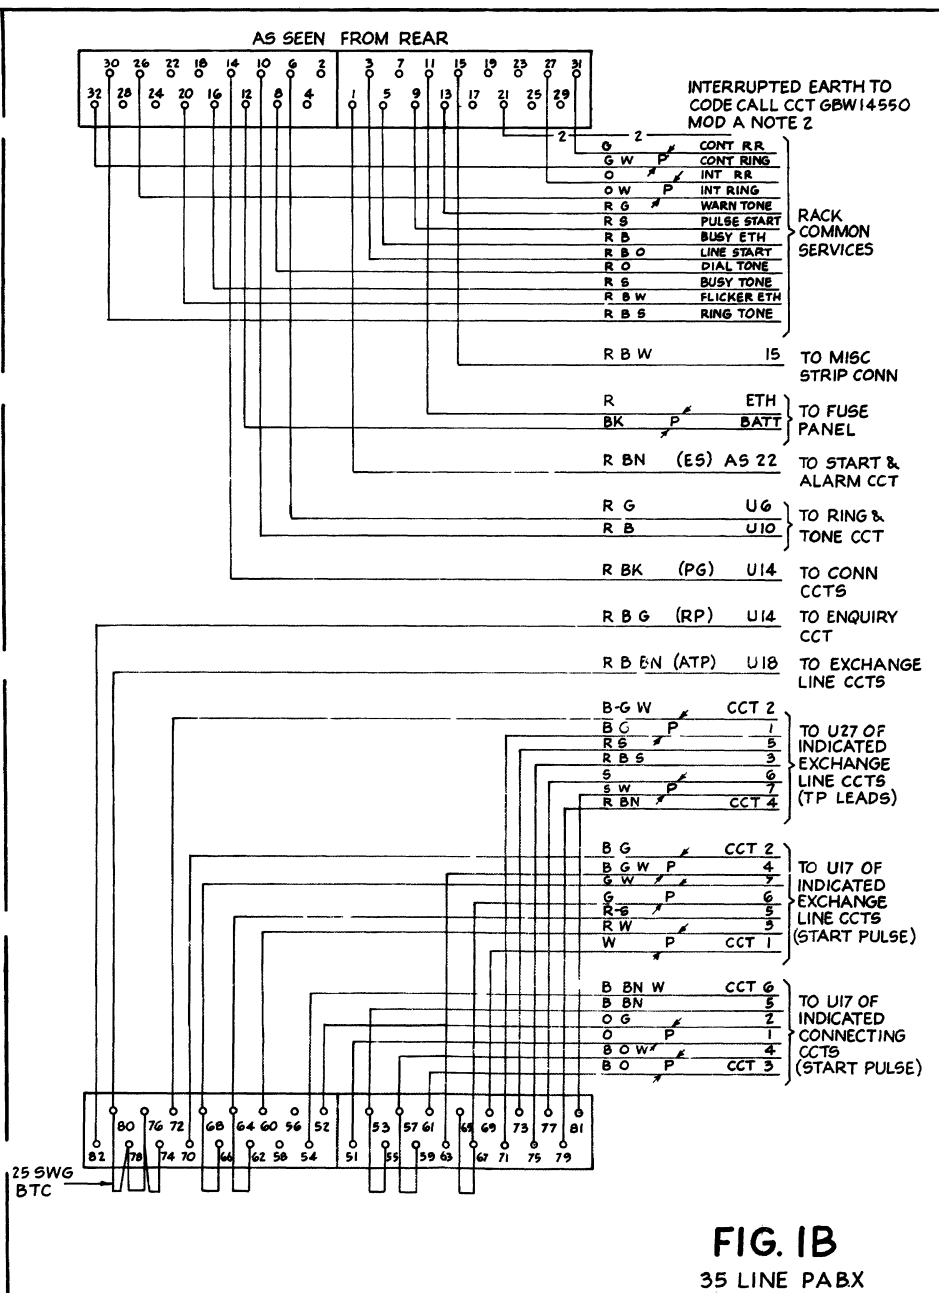 AS SEEN FROM REAR
30 26 22 18 14 10 6 2 3 7 11 15 19 23 27 31
32 28 24 20 16 12 8 4 1 5 9 13 17 21 25 29
INTERRUPTED EARTH TO
CODE CALL CCT GBW14550
MOD A NOTE 2
2 2
G CONT RR
G W P CONT RING
O INT RR
O W P INT RING
R G WARN TONE
R S PULSE START
R B BUSY ETH
R B O LINE START
R O DIAL TONE
R S BUSY TONE
R B W FLICKER ETH
R B S RING TONE
RACK
COMMON
SERVICES
R B W 15
TO MISC
STRIP CONN
R ETH
BK P BATT
TO FUSE
PANEL
R BN (ES) AS 22
TO START &
ALARM CCT
R G U6
R B U10
TO RING &
TONE CCT
R BK (PG) U14
TO CONN
CCTS
R B G (RP) U14
TO ENQUIRY
CCT
R B BN (ATP) U18
TO EXCHANGE
LINE CCTS
B-G W CCT 2
B G P 1
R S 5
R B S 3
S 6
S W P 7
R BN CCT 4
TO U27 OF
INDICATED
EXCHANGE
LINE CCTS
(TP LEADS)
B G CCT 2
B G W P 4
G W 7
G P 6
R-S 5
R W 3
W P CCT 1
TO U17 OF
INDICATED
EXCHANGE
LINE CCTS
(START PULSE)
B BN W CCT 6
B BN 5
O G 2
O P 1
B O W 4
B O P CCT 3
TO U17 OF
INDICATED
CONNECTING
CCTS
(START PULSE)
80 76 72 68 64 60 56 52 53 57 61 65 69 73 77 81
82 78 74 70 66 62 58 54 51 55 59 63 67 71 75 79
25 SWG
BTC
FIG. 1B
35 LINE PABX